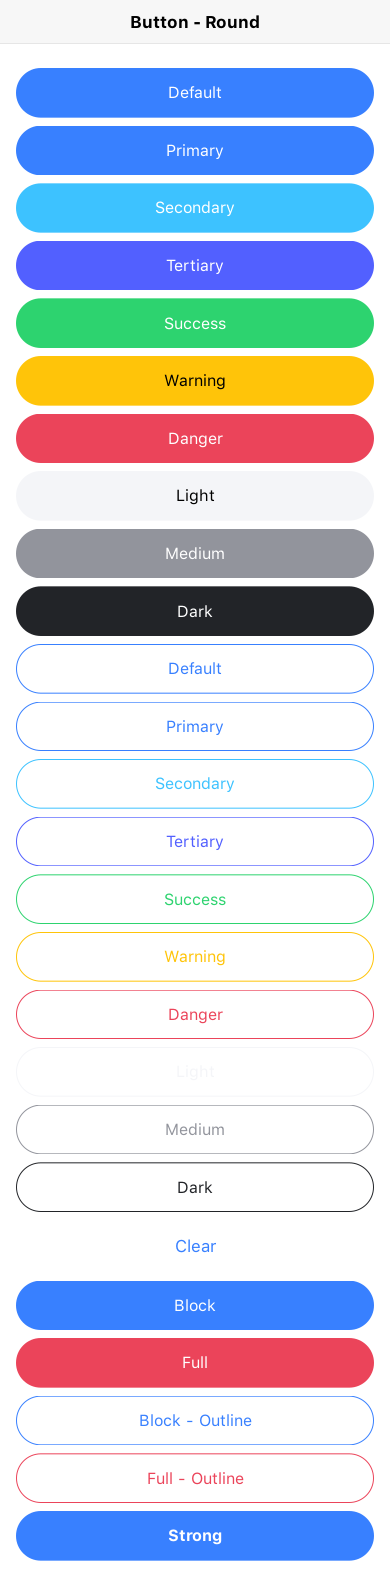 Button - Round
Default
Primary
Secondary
Tertiary
Success
Warning
Danger
Light
Medium
Dark
Default
Primary
Secondary
Tertiary
Success
Warning
Danger
Light
Medium
Dark
Clear
Block
Full
Block - Outline
Full - Outline
Strong